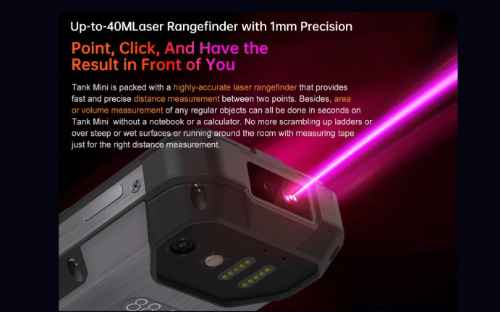 Up-to-40MLaser Rangefinder with 1mm Precision
Point, Click, And Have the
Result in Front of You
Tank Mini is packed with a highly-accurate laser rangefinder that provides
fast and precise distance measurement between two points. Besides, area
or volume measurement of any regular objects can all be done in seconds on
Tank Mini without a notebook or a calculator. No more scrambling up ladders or
over steep or wet surfaces or running around the room with measuring tape
just for the right distance measurement.